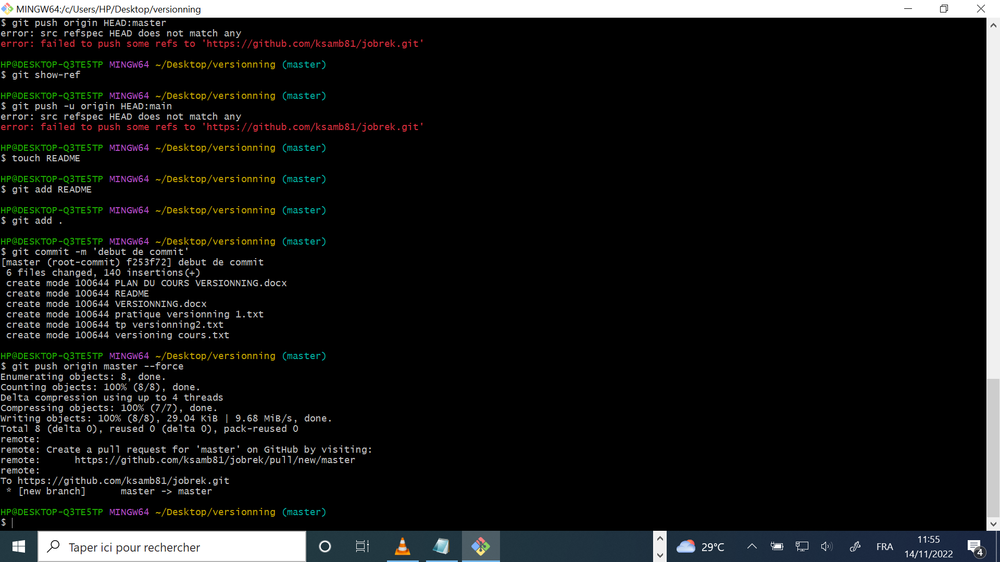 MINGW64:/c/Users/HP/Desktop/versionning
$ git push origin HEAD:master
error: src refspec HEAD does not match any
error: failed to push some refs to 'https://github.com/ksamb81/jobrek.git'
HP@DESKTOP-Q3TE5TP MINGW64 ~/Desktop/versionning (master)
$ git show-ref
HP@DESKTOP-Q3TE5TP MINGW64 ~/Desktop/versionning (master)
$ git push -u origin HEAD:main
error: src refspec HEAD does not match any
error: failed to push some refs to 'https://github.com/ksamb81/jobrek.git'
HP@DESKTOP-Q3TE5TP MINGW64 ~/Desktop/versionning (master)
$ touch README
HP@DESKTOP-Q3TE5TP MINGW64 ~/Desktop/versionning (master)
$ git add README
HP@DESKTOP-Q3TE5TP MINGW64 ~/Desktop/versionning (master)
$ git add .
HP@DESKTOP-Q3TE5TP MINGW64 ~/Desktop/versionning (master)
$ git commit -m 'debut de commit'
[master (root-commit) f253f72] debut de commit
 6 files changed, 140 insertions(+)
 create mode 100644 PLAN DU COURS VERSIONNING.docx
 create mode 100644 README
 create mode 100644 VERSIONNING.docx
 create mode 100644 pratique versionning 1.txt
 create mode 100644 tp versionning2.txt
 create mode 100644 versioning cours.txt
HP@DESKTOP-Q3TE5TP MINGW64 ~/Desktop/versionning (master)
$ git push origin master --force
Enumerating objects: 8, done.
Counting objects: 100% (8/8), done.
Delta compression using up to 4 threads
Compressing objects: 100% (7/7), done.
Writing objects: 100% (8/8), 29.04 KiB | 9.68 MiB/s, done.
Total 8 (delta 0), reused 0 (delta 0), pack-reused 0
remote:
remote: Create a pull request for 'master' on GitHub by visiting:
remote:      https://github.com/ksamb81/jobrek/pull/new/master
remote:
To https://github.com/ksamb81/jobrek.git
 * [new branch]      master -> master
HP@DESKTOP-Q3TE5TP MINGW64 ~/Desktop/versionning (master)
$
Taper ici pour rechercher
29°C
FRA
11:55
14/11/2022
4